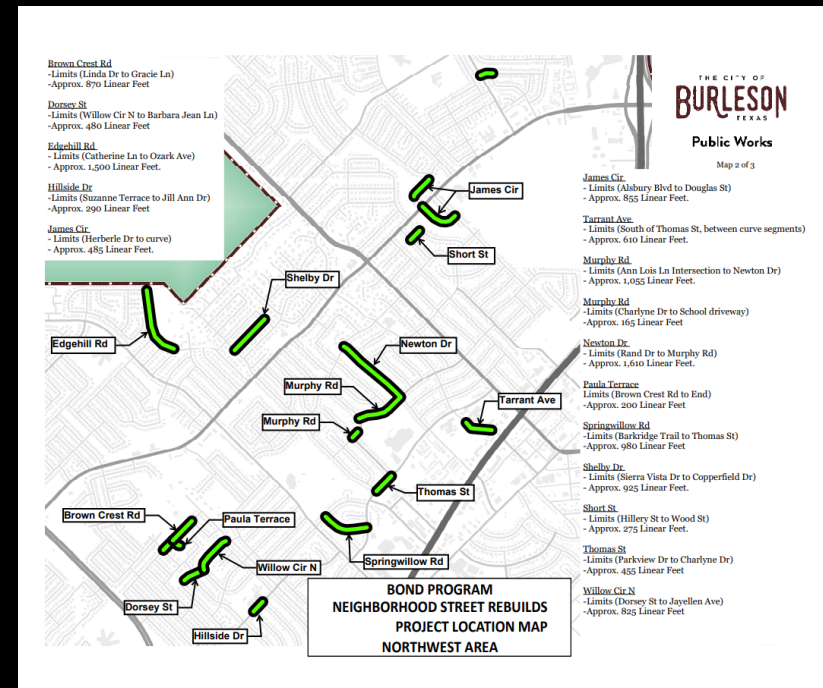 Brown Crest Rd
-Limits (Linda Dr to Gracie Ln)
-Approx. 870 Linear Feet
Dorsey St
-Limits (Willow Cir N to Barbara Jean Ln)
-Approx. 480 Linear Feet
Edgehill Rd
- Limits (Catherine Ln to Ozark Ave)
- Approx. 1,500 Linear Feet.
Hillside Dr
-Limits (Suzanne Terrace to Jill Ann Dr)
-Approx. 290 Linear Feet
James Cir
- Limits (Herberle Dr to curve)
- Approx. 485 Linear Feet.
THE CITY OF
BURLESON
TEXAS
Public Works
Map 2 of 3
James Cir
- Limits (Alsbury Blvd to Douglas St)
- Approx. 855 Linear Feet.
Tarrant Ave
- Limits (South of Thomas St, between curve segments)
- Approx. 610 Linear Feet.
Murphy Rd
- Limits (Ann Lois Ln Intersection to Newton Dr)
- Approx. 1,055 Linear Feet.
Murphy Rd
-Limits (Charlyne Dr to School driveway)
-Approx. 165 Linear Feet
Newton Dr
- Limits (Rand Dr to Murphy Rd)
- Approx. 1,610 Linear Feet.
Paula Terrace
Limits (Brown Crest Rd to End)
-Approx. 200 Linear Feet
Springwillow Rd
-Limits (Barkridge Trail to Thomas St)
-Approx. 980 Linear Feet
Shelby Dr
- Limits (Sierra Vista Dr to Copperfield Dr)
- Approx. 925 Linear Feet.
Short St
- Limits (Hillery St to Wood St)
- Approx. 275 Linear Feet.
Thomas St
-Limits (Parkview Dr to Charlyne Dr)
-Approx. 455 Linear Feet
Willow Cir N
-Limits (Dorsey St to Jayellen Ave)
-Approx. 825 Linear Feet
James Cir
Short St
Shelby Dr
Edgehill Rd
Newton Dr
Murphy Rd
Tarrant Ave
Murphy Rd
Thomas St
Brown Crest Rd
Paula Terrace
Willow Cir N
Springwillow Rd
Dorsey St
Hillside Dr
BOND PROGRAM
NEIGHBORHOOD STREET REBUILDS
PROJECT LOCATION MAP
NORTHWEST AREA